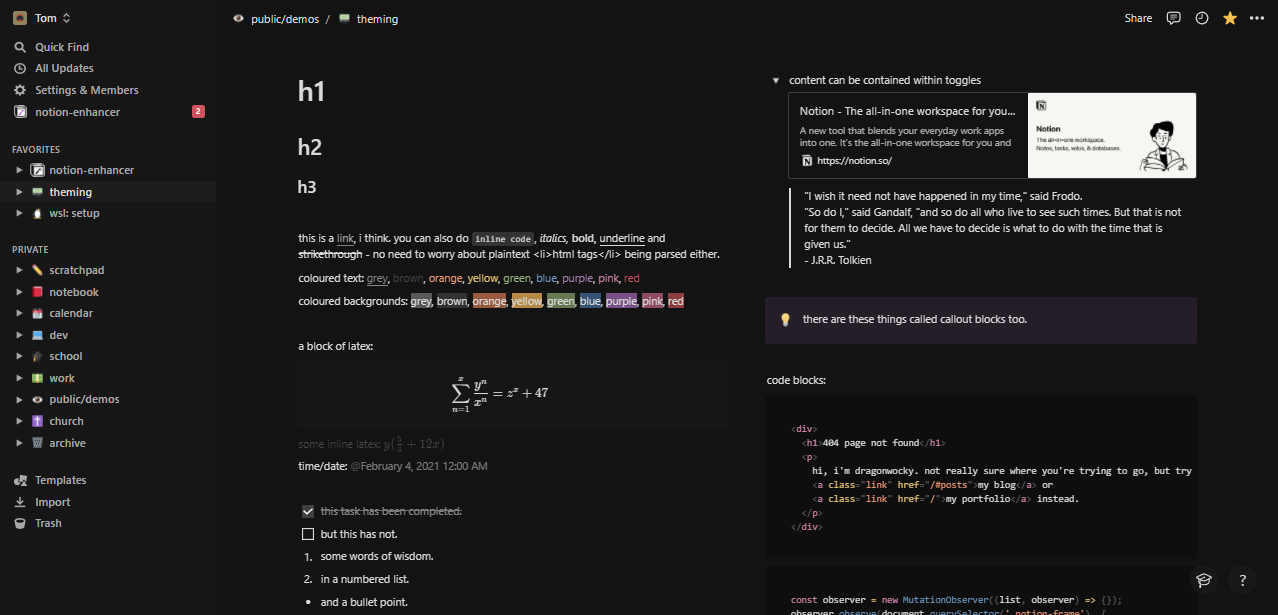 Tom
Quick Find
All Updates
Settings & Members
notion-enhancer 2
FAVORITES
notion-enhancer
theming
wsl: setup
PRIVATE
scratchpad
notebook
calendar
dev
school
work
public/demos
church
archive
Templates
Import
Trash
public/demos / theming
Share
h1
h2
h3
this is a link, i think. you can also do inline code, italics, bold, underline and
strikethrough - no need to worry about plaintext <li>html tags</li> being parsed either.
coloured text: grey, brown, orange, yellow, green, blue, purple, pink, red
coloured backgrounds: grey, brown, orange, yellow, green, blue, purple, pink, red
a block of latex:
∑_{n=1}^{x} y^n/x^n = z^x + 47
some inline latex: y(5/3 + 12x)
time/date: @February 4, 2021 12:00 AM
this task has been completed.
but this has not.
1. some words of wisdom.
2. in a numbered list.
• and a bullet point.
content can be contained within toggles
Notion - The all-in-one workspace for you...
A new tool that blends your everyday work apps
into one. It's the all-in-one workspace for you and
https://notion.so/
Notion
The all-in-one workspace.
Notes, tasks, wikis, & databases.
"I wish it need not have happened in my time," said Frodo.
"So do I," said Gandalf, "and so do all who live to see such times. But that is not
for them to decide. All we have to decide is what to do with the time that is
given us."
- J.R.R. Tolkien
there are these things called callout blocks too.
code blocks:
<div>
<h1>404 page not found</h1>
<p>
hi, i'm dragonwocky. not really sure where you're trying to go, but try
<a class="link" href="/#posts">my blog</a> or
<a class="link" href="/">my portfolio</a> instead.
</p>
</div>
const observer = new MutationObserver((list, observer) => {});
observer.observe(document.querySelector('.notion-frame'), {
?